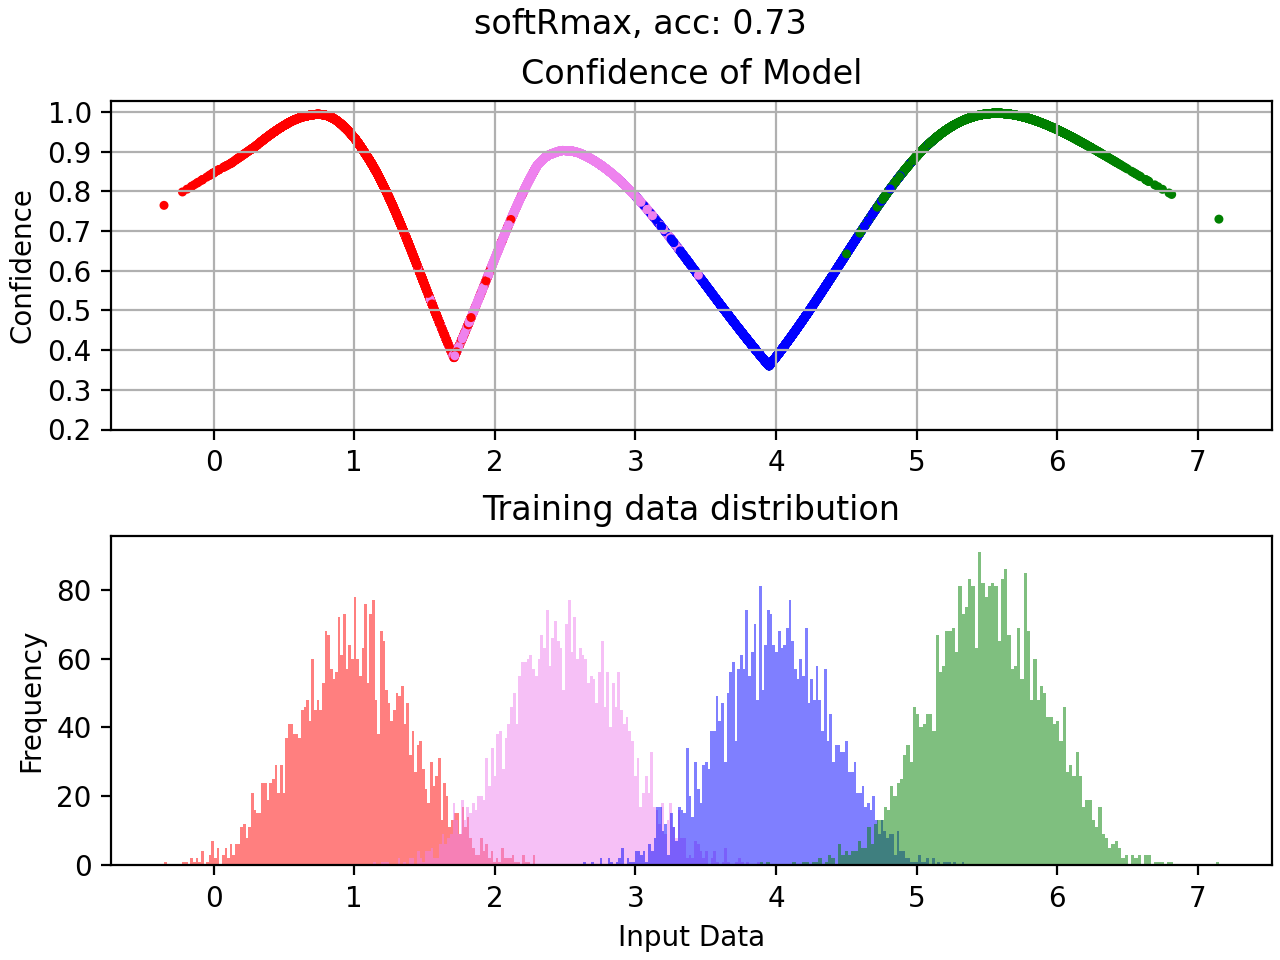 softRmax, acc: 0.73
Confidence of Model
Confidence
1.0
0.9
0.8
0.7
0.6
0.5
0.4
0.3
0.2
0 1 2 3 4 5 6 7
Training data distribution
Frequency
80
60
40
20
0
0 1 2 3 4 5 6 7
Input Data